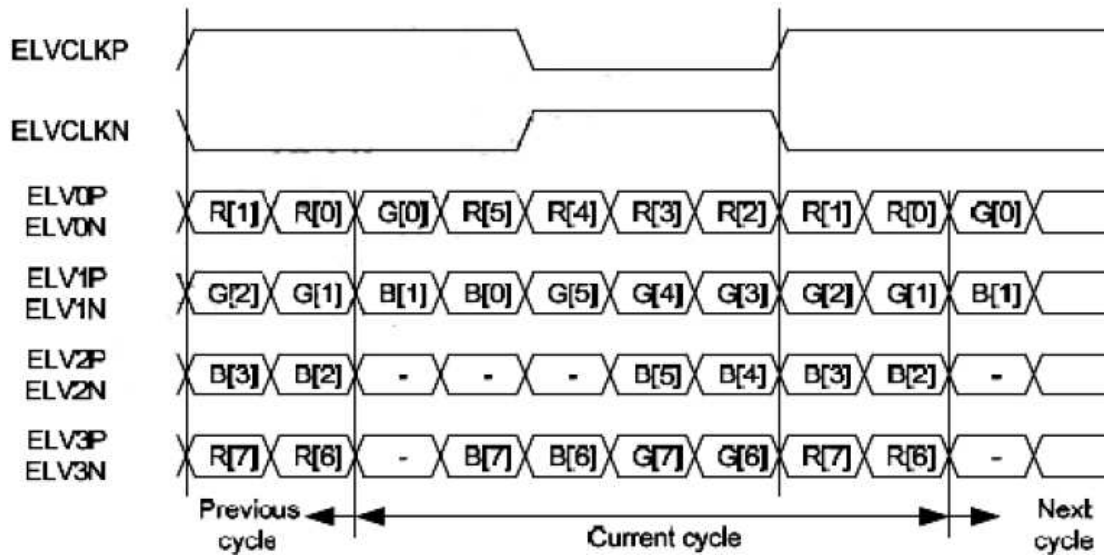 ELVCLKP
ELVCLKN
ELV0P
ELV0N
R[1] R[0] G[0] R[5] R[4] R[3] R[2] R[1] R[0] G[0]
ELV1P
ELV1N
G[2] G[1] B[1] B[0] G[5] G[4] G[3] G[2] G[1] B[1]
ELV2P
ELV2N
B[3] B[2] - - - B[5] B[4] B[3] B[2] -
ELV3P
ELV3N
R[7] R[6] - B[7] B[6] G[7] G[6] R[7] R[6] -
Previous
cycle
Current cycle
Next
cycle